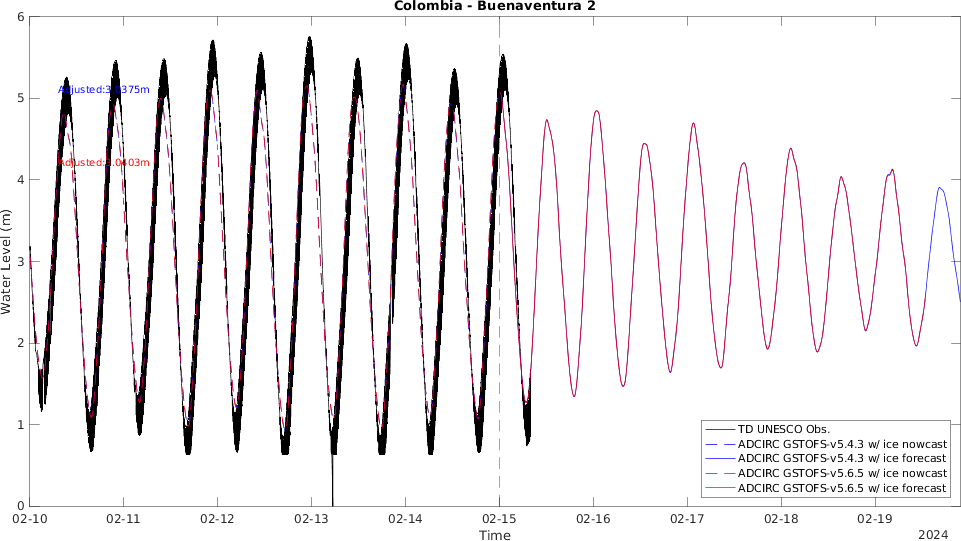 Colombia - Buenaventura 2
Water Level (m)
6
5
4
3
2
1
0
02-10
02-11
02-12
02-13
02-14
02-15
02-16
02-17
02-18
02-19
Time
2024
TD UNESCO Obs.
ADCIRC GSTOFS-v5.4.3 w/ ice nowcast
ADCIRC GSTOFS-v5.4.3 w/ ice forecast
ADCIRC GSTOFS-v5.6.5 w/ ice nowcast
ADCIRC GSTOFS-v5.6.5 w/ ice forecast